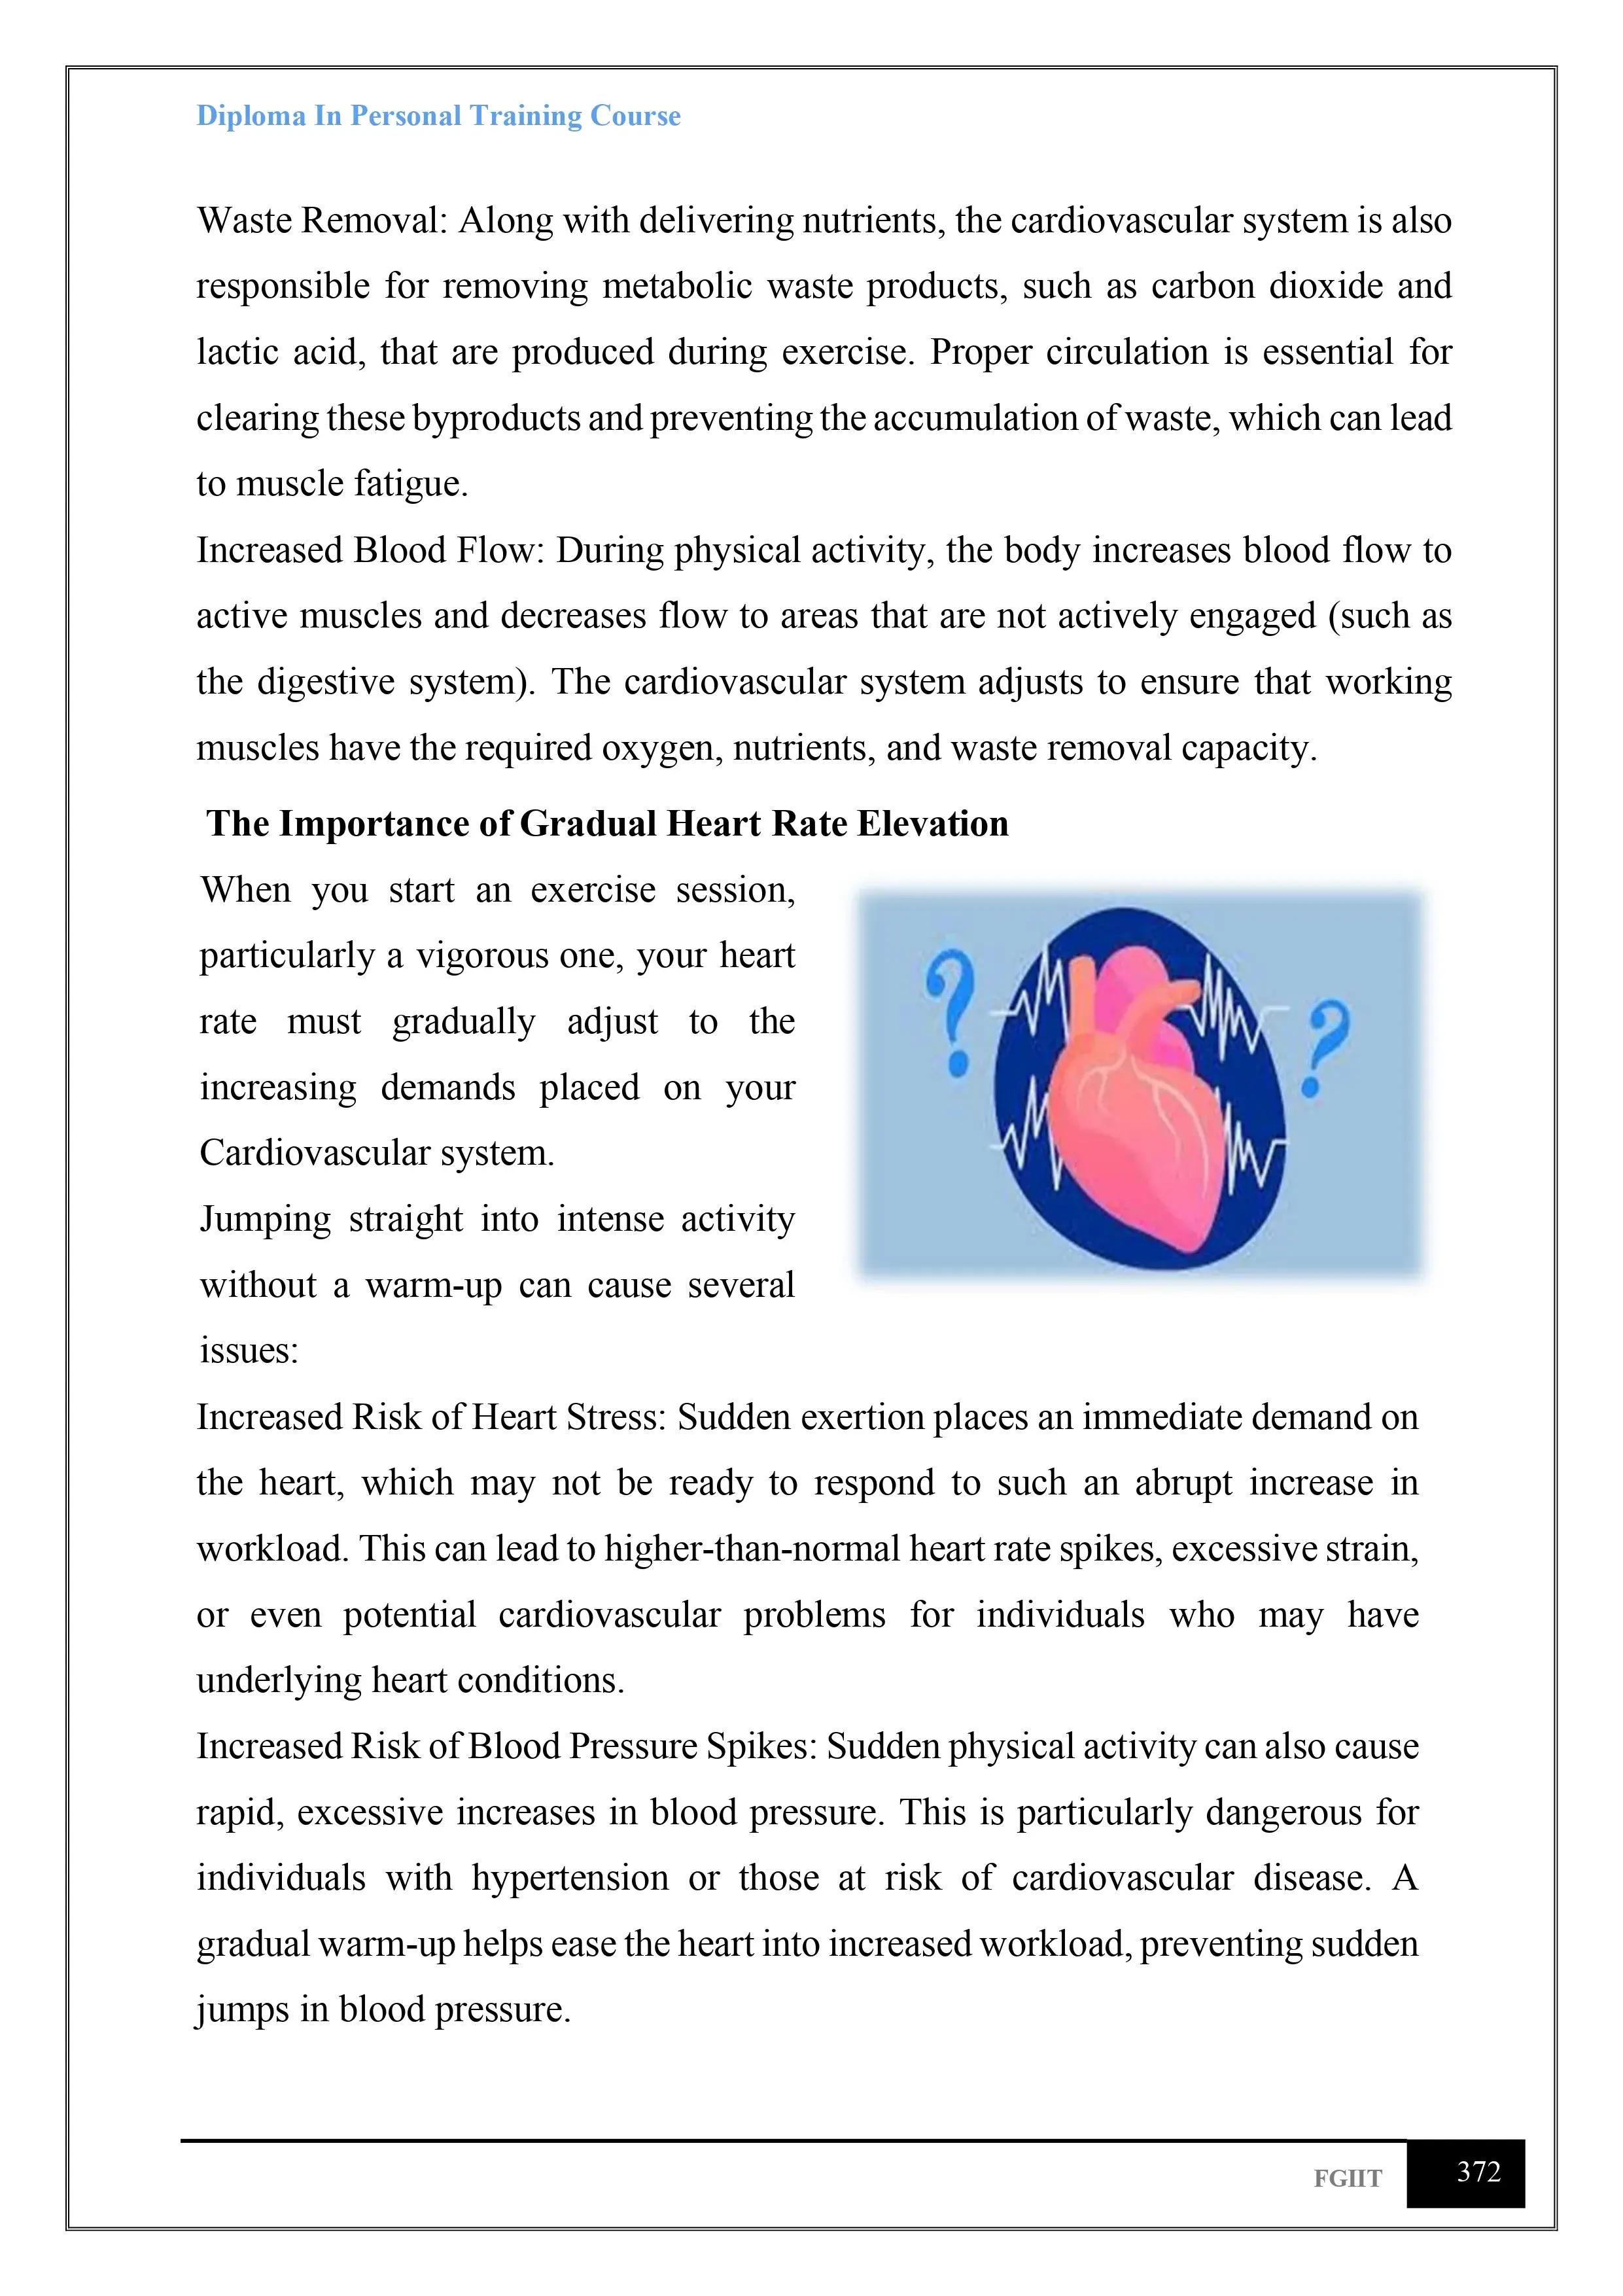 Diploma In Personal Training Course
Waste Removal: Along with delivering nutrients, the cardiovascular system is also
responsible for removing metabolic waste products, such as carbon dioxide and
lactic acid, that are produced during exercise. Proper circulation is essential for
clearing these byproducts and preventing the accumulation of waste, which can lead
to muscle fatigue.
Increased Blood Flow: During physical activity, the body increases blood flow to
active muscles and decreases flow to areas that are not actively engaged (such as
the digestive system). The cardiovascular system adjusts to ensure that working
muscles have the required oxygen, nutrients, and waste removal capacity.
The Importance of Gradual Heart Rate Elevation
When you start an exercise session,
particularly a vigorous one, your heart
rate must gradually adjust to the
increasing demands placed on your
Cardiovascular system.
Jumping straight into intense activity
without a warm-up can cause several
issues:
? ?
Increased Risk of Heart Stress: Sudden exertion places an immediate demand on
the heart, which may not be ready to respond to such an abrupt increase in
workload. This can lead to higher-than-normal heart rate spikes, excessive strain,
or even potential cardiovascular problems for individuals who may have
underlying heart conditions.
Increased Risk of Blood Pressure Spikes: Sudden physical activity can also cause
rapid, excessive increases in blood pressure. This is particularly dangerous for
individuals with hypertension or those at risk of cardiovascular disease. A
gradual warm-up helps ease the heart into increased workload, preventing sudden
jumps in blood pressure.
FGIIT 372